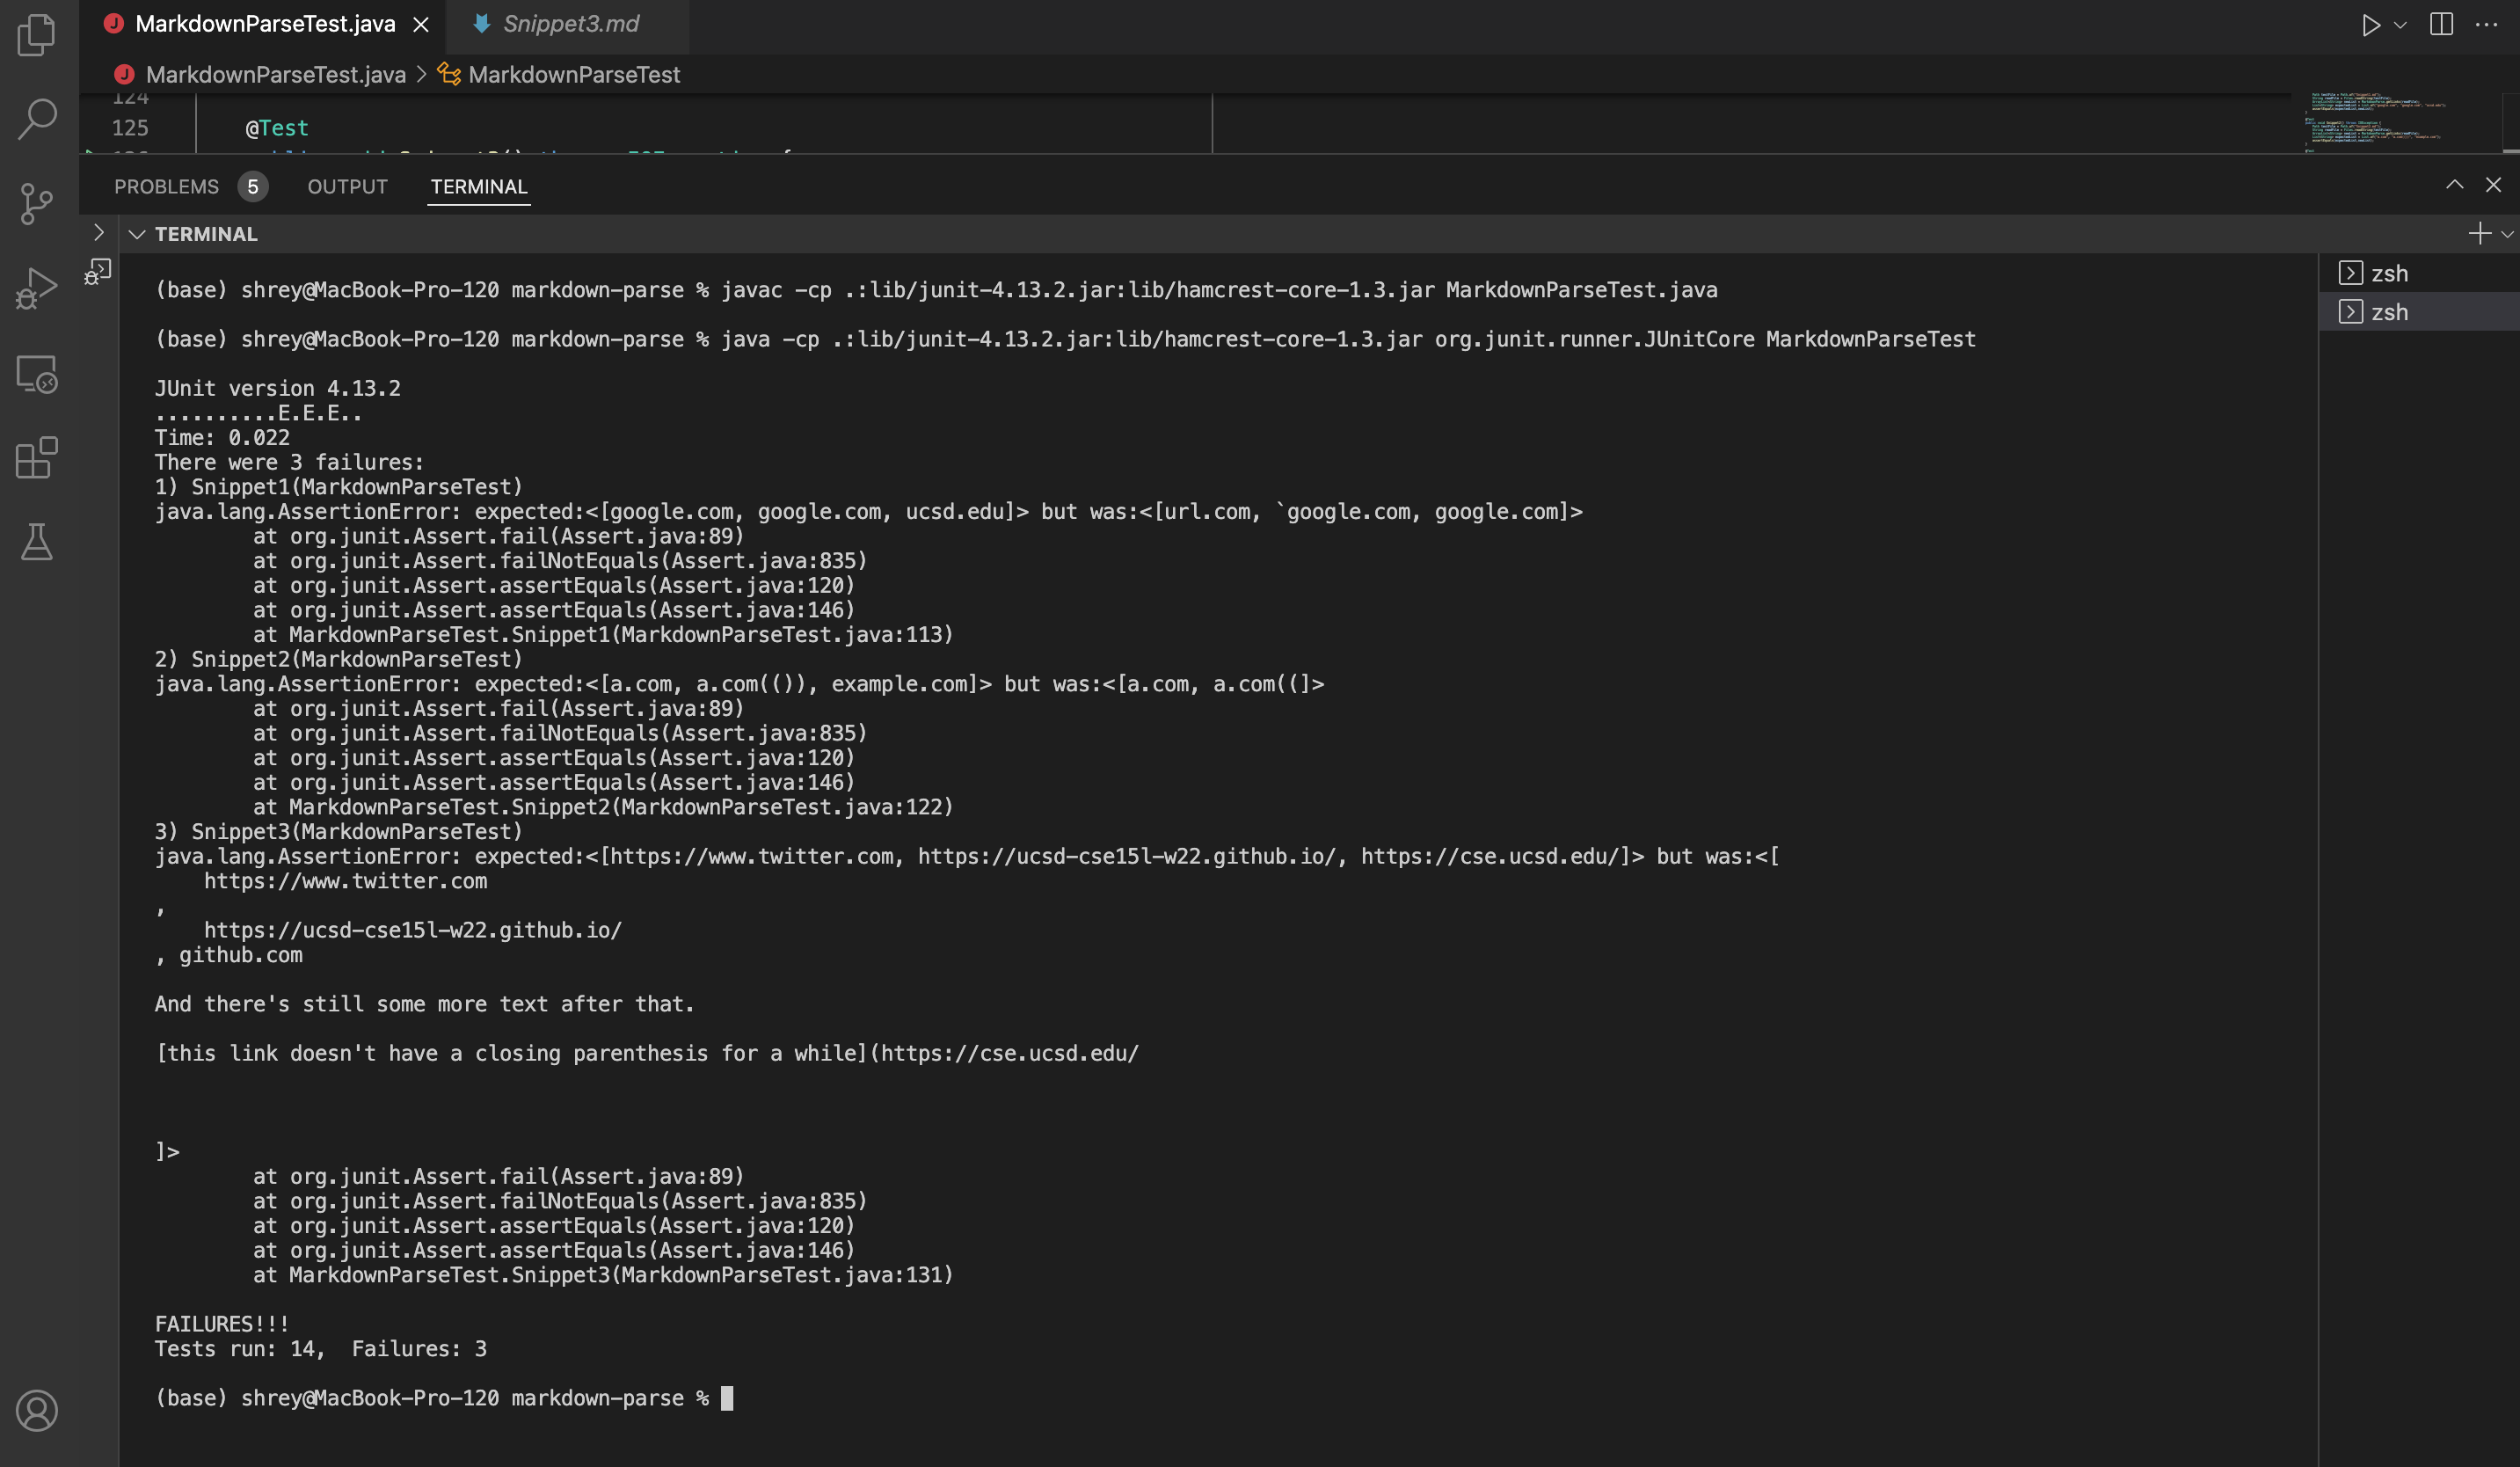 MarkdownParseTest.java
Snippet3.md
MarkdownParseTest.java > MarkdownParseTest
124
125 @Test
PROBLEMS 5 OUTPUT TERMINAL
TERMINAL
zsh
zsh
(base) shrey@MacBook-Pro-120 markdown-parse % javac -cp .:lib/junit-4.13.2.jar:lib/hamcrest-core-1.3.jar MarkdownParseTest.java
(base) shrey@MacBook-Pro-120 markdown-parse % java -cp .:lib/junit-4.13.2.jar:lib/hamcrest-core-1.3.jar org.junit.runner.JUnitCore MarkdownParseTest
JUnit version 4.13.2
..........E.E.E..
Time: 0.022
There were 3 failures:
1) Snippet1(MarkdownParseTest)
java.lang.AssertionError: expected:<[google.com, google.com, ucsd.edu]> but was:<[url.com, `google.com, google.com]>
at org.junit.Assert.fail(Assert.java:89)
at org.junit.Assert.failNotEquals(Assert.java:835)
at org.junit.Assert.assertEquals(Assert.java:120)
at org.junit.Assert.assertEquals(Assert.java:146)
at MarkdownParseTest.Snippet1(MarkdownParseTest.java:113)
2) Snippet2(MarkdownParseTest)
java.lang.AssertionError: expected:<[a.com, a.com(()), example.com]> but was:<[a.com, a.com((]>
at org.junit.Assert.fail(Assert.java:89)
at org.junit.Assert.failNotEquals(Assert.java:835)
at org.junit.Assert.assertEquals(Assert.java:120)
at org.junit.Assert.assertEquals(Assert.java:146)
at MarkdownParseTest.Snippet2(MarkdownParseTest.java:122)
3) Snippet3(MarkdownParseTest)
java.lang.AssertionError: expected:<[https://www.twitter.com, https://ucsd-cse15l-w22.github.io/, https://cse.ucsd.edu/]> but was:<[
https://www.twitter.com
,
https://ucsd-cse15l-w22.github.io/
, github.com
And there's still some more text after that.
[this link doesn't have a closing parenthesis for a while](https://cse.ucsd.edu/
]>
at org.junit.Assert.fail(Assert.java:89)
at org.junit.Assert.failNotEquals(Assert.java:835)
at org.junit.Assert.assertEquals(Assert.java:120)
at org.junit.Assert.assertEquals(Assert.java:146)
at MarkdownParseTest.Snippet3(MarkdownParseTest.java:131)
FAILURES!!!
Tests run: 14,  Failures: 3
(base) shrey@MacBook-Pro-120 markdown-parse %